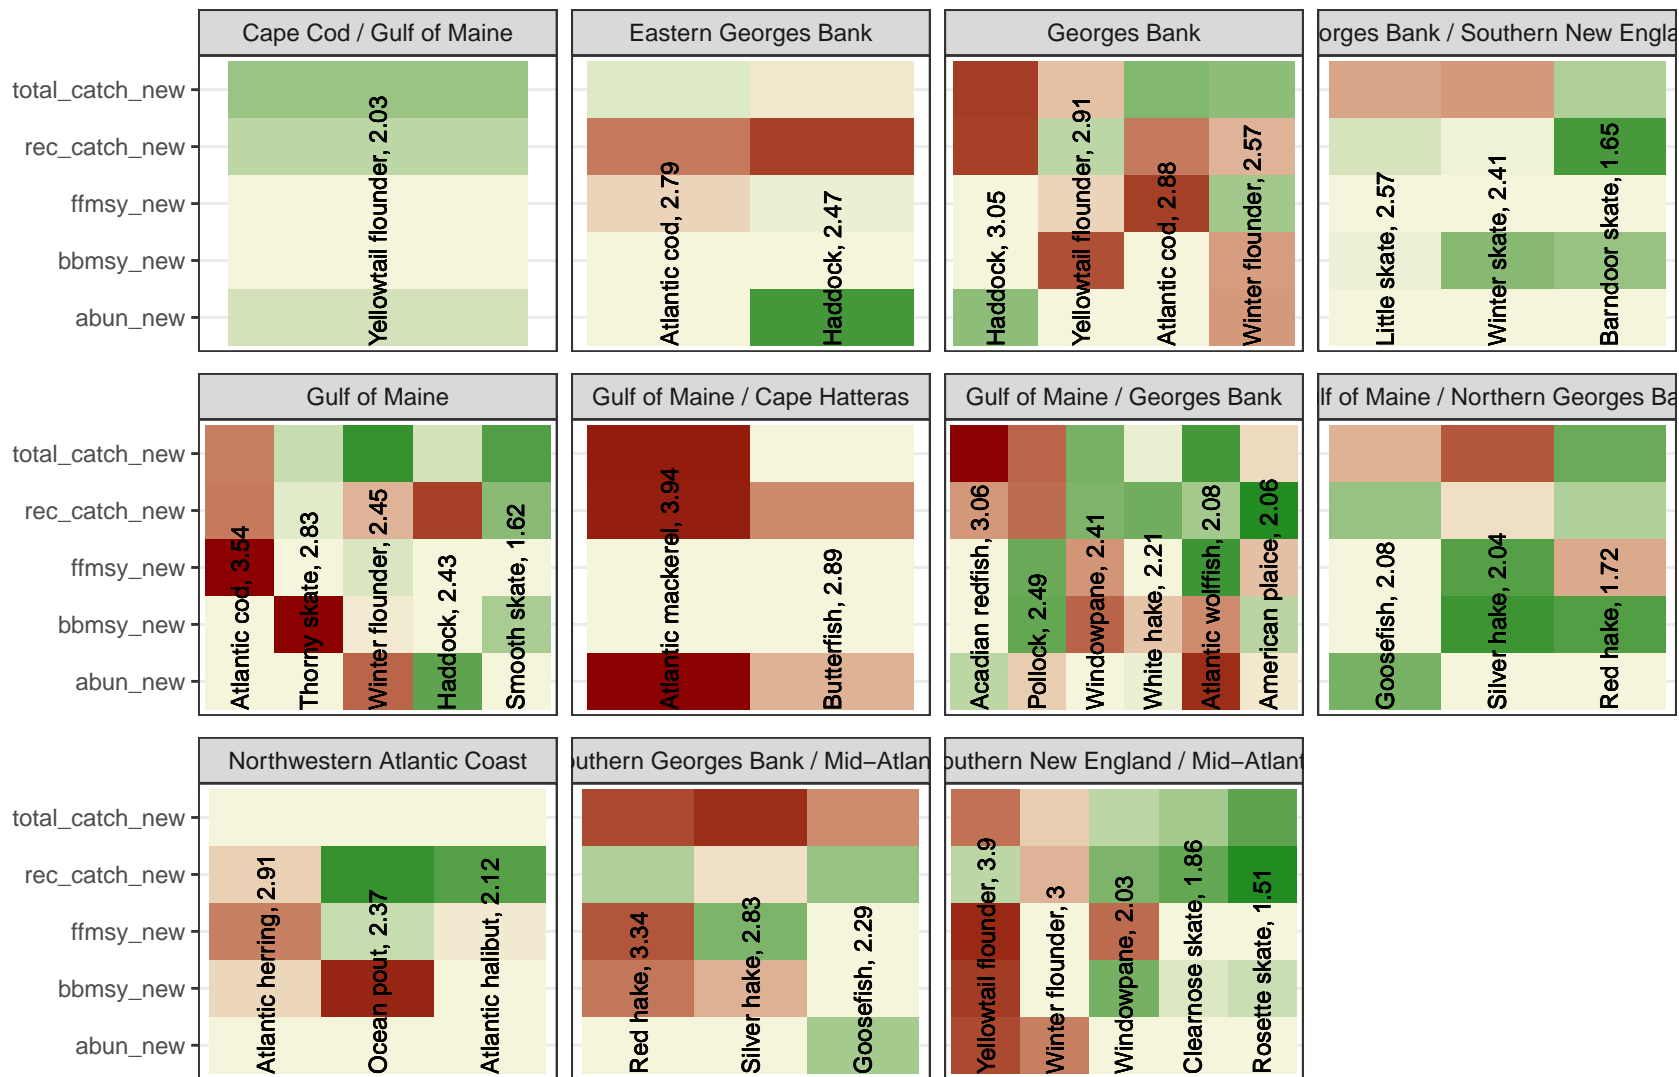 Cape Cod / Gulf of Maine
Eastern Georges Bank
Georges Bank
orges Bank / Southern New Engla
total_catch_new
rec_catch_new
ffmsy_new
bbmsy_new
abun_new
Yellowtail flounder, 2.03
Atlantic cod, 2.79
Haddock, 2.47
Haddock, 3.05
Yellowtail flounder, 2.91
Atlantic cod, 2.88
Winter flounder, 2.57
Little skate, 2.57
Winter skate, 2.41
Barndoor skate, 1.65
Gulf of Maine
Gulf of Maine / Cape Hatteras
Gulf of Maine / Georges Bank
lf of Maine / Northern Georges Ba
total_catch_new
rec_catch_new
ffmsy_new
bbmsy_new
abun_new
Atlantic cod, 3.54
Thorny skate, 2.83
Winter flounder, 2.45
Haddock, 2.43
Smooth skate, 1.62
Atlantic mackerel, 3.94
Butterfish, 2.89
Acadian redfish, 3.06
Pollock, 2.49
Windowpane, 2.41
White hake, 2.21
Atlantic wolffish, 2.08
American plaice, 2.06
Goosefish, 2.08
Silver hake, 2.04
Red hake, 1.72
Northwestern Atlantic Coast
outhern Georges Bank / Mid−Atlan
outhern New England / Mid−Atlant
total_catch_new
rec_catch_new
ffmsy_new
bbmsy_new
abun_new
Atlantic herring, 2.91
Ocean pout, 2.37
Atlantic halibut, 2.12
Red hake, 3.34
Silver hake, 2.83
Goosefish, 2.29
Yellowtail flounder, 3.9
Winter flounder, 3
Windowpane, 2.03
Clearnose skate, 1.86
Rosette skate, 1.51